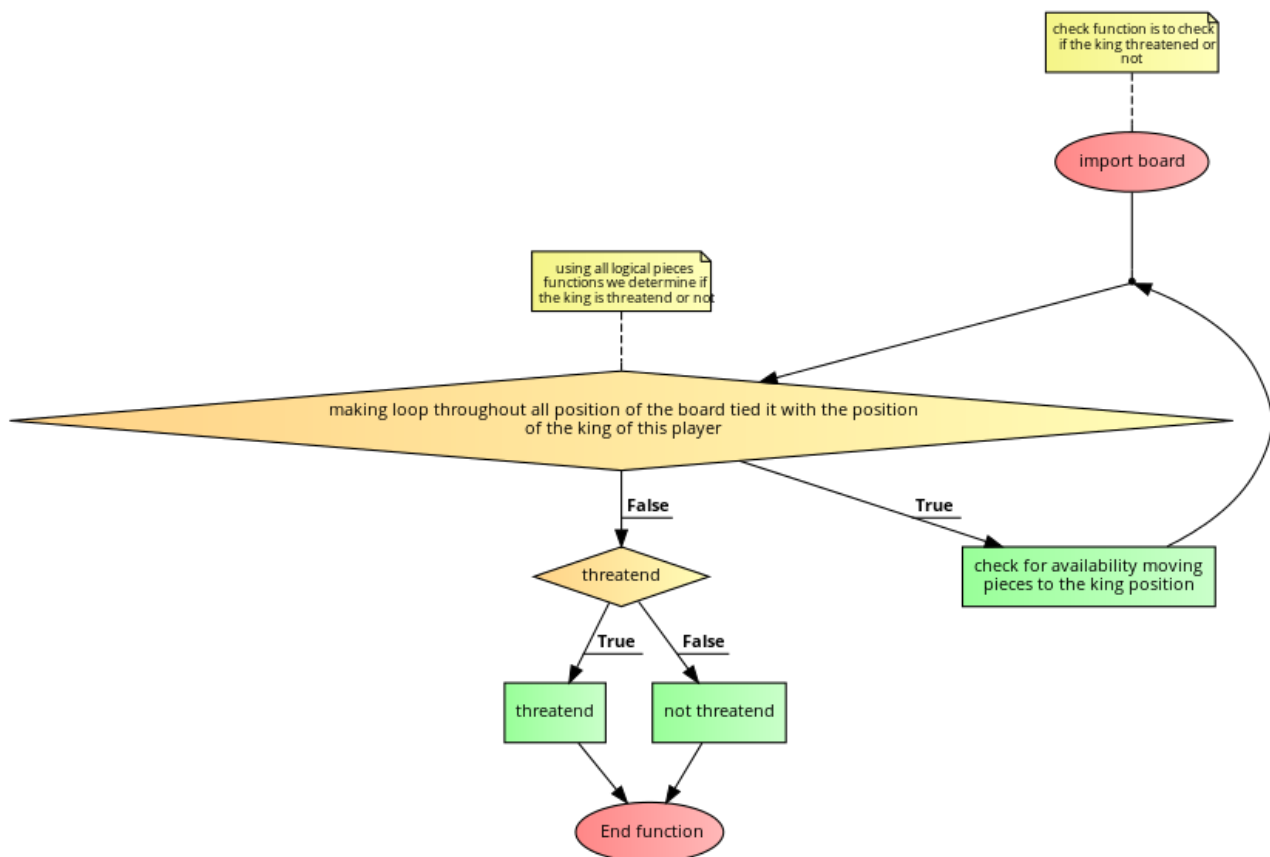 check function is to check
if the king threatened or
not
import board
using all logical pieces
functions we determine if
the king is threatend or not
making loop throughout all position of the board tied it with the position
of the king of this player
False
True
check for availability moving
pieces to the king position
threatend
True
False
threatend
not threatend
End function